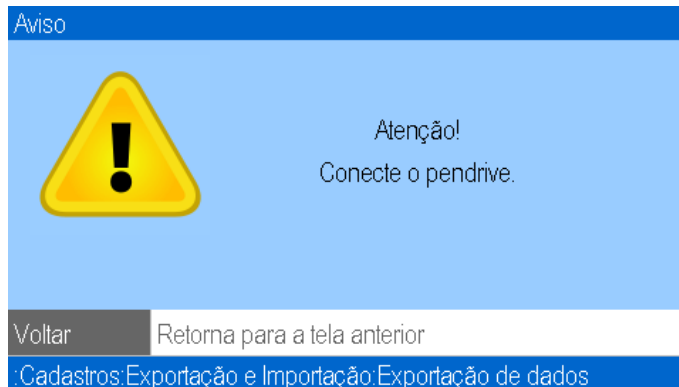 Aviso
Atenção!
Conecte o pendrive.
Voltar Retorna para a tela anterior
:Cadastros:Exportação e Importação:Exportação de dados